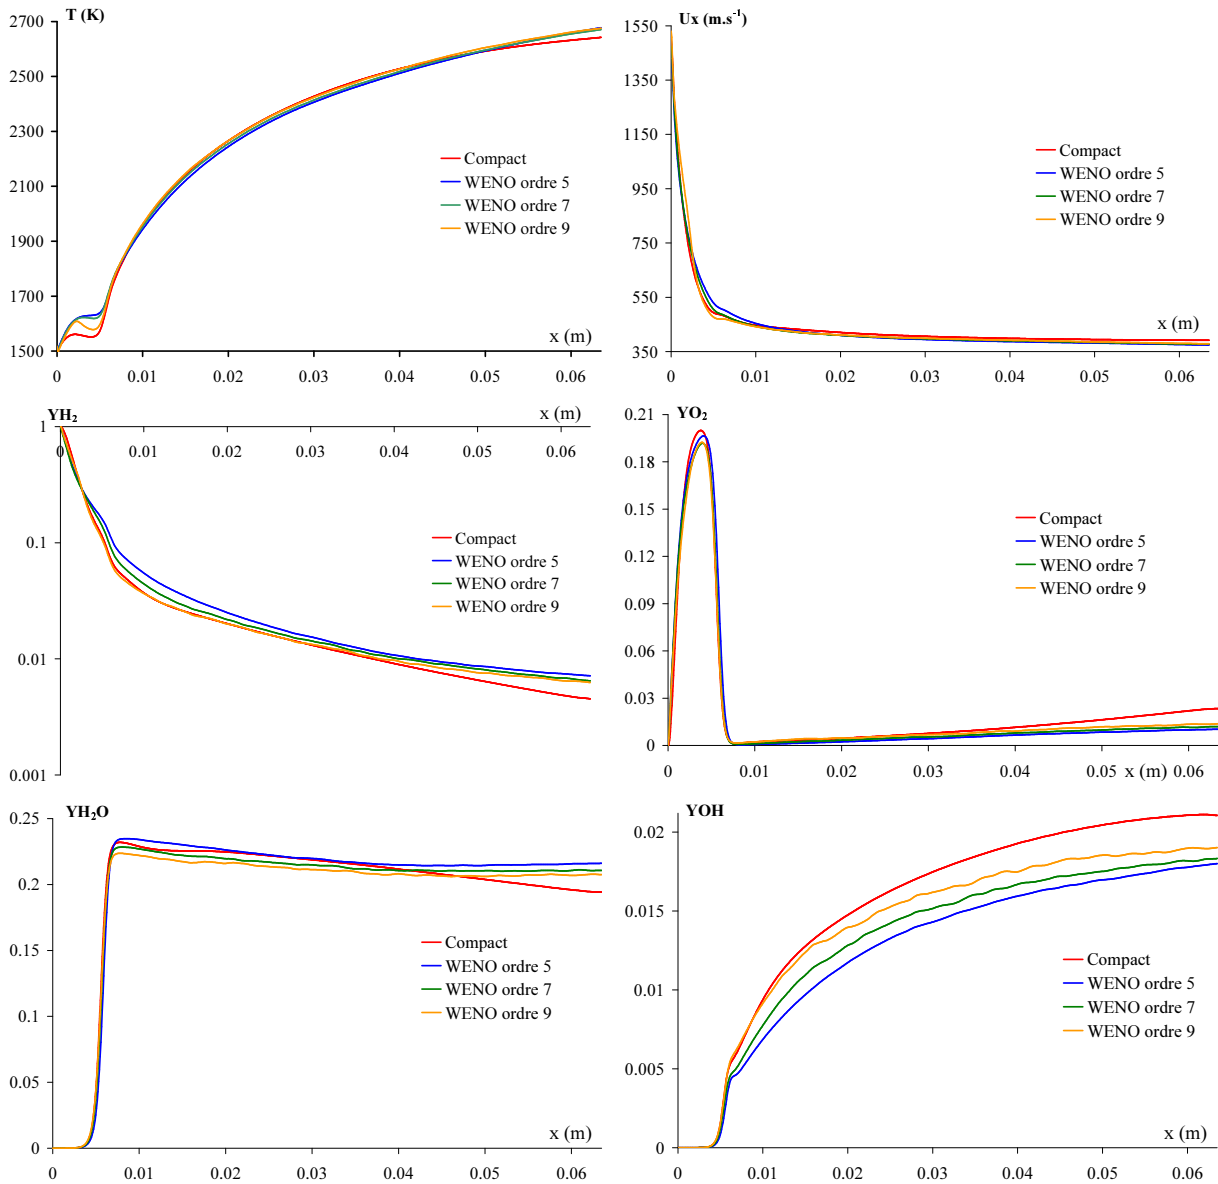 T (K)
2700
2500
2300
2100
1900
1700
1500
0
0.01
0.02
0.03
0.04
0.05
0.06
x (m)
Compact
WENO ordre 5
WENO ordre 7
WENO ordre 9
Ux (m.s⁻¹)
1550
1350
1150
950
750
550
350
0
0.01
0.02
0.03
0.04
0.05
0.06
x (m)
Compact
WENO ordre 5
WENO ordre 7
WENO ordre 9
YH₂
x (m)
1
0.1
0.01
0.001
0
0.01
0.02
0.03
0.04
0.05
0.06
Compact
WENO ordre 5
WENO ordre 7
WENO ordre 9
YO₂
0.21
0.18
0.15
0.12
0.09
0.06
0.03
0
0
0.01
0.02
0.03
0.04
0.05
x (m)
0.06
Compact
WENO ordre 5
WENO ordre 7
WENO ordre 9
YH₂O
0.25
0.2
0.15
0.1
0.05
0
0
0.01
0.02
0.03
0.04
0.05
0.06
x (m)
Compact
WENO ordre 5
WENO ordre 7
WENO ordre 9
YOH
0.02
0.015
0.01
0.005
0
0
0.01
0.02
0.03
0.04
0.05
0.06
x (m)
Compact
WENO ordre 5
WENO ordre 7
WENO ordre 9